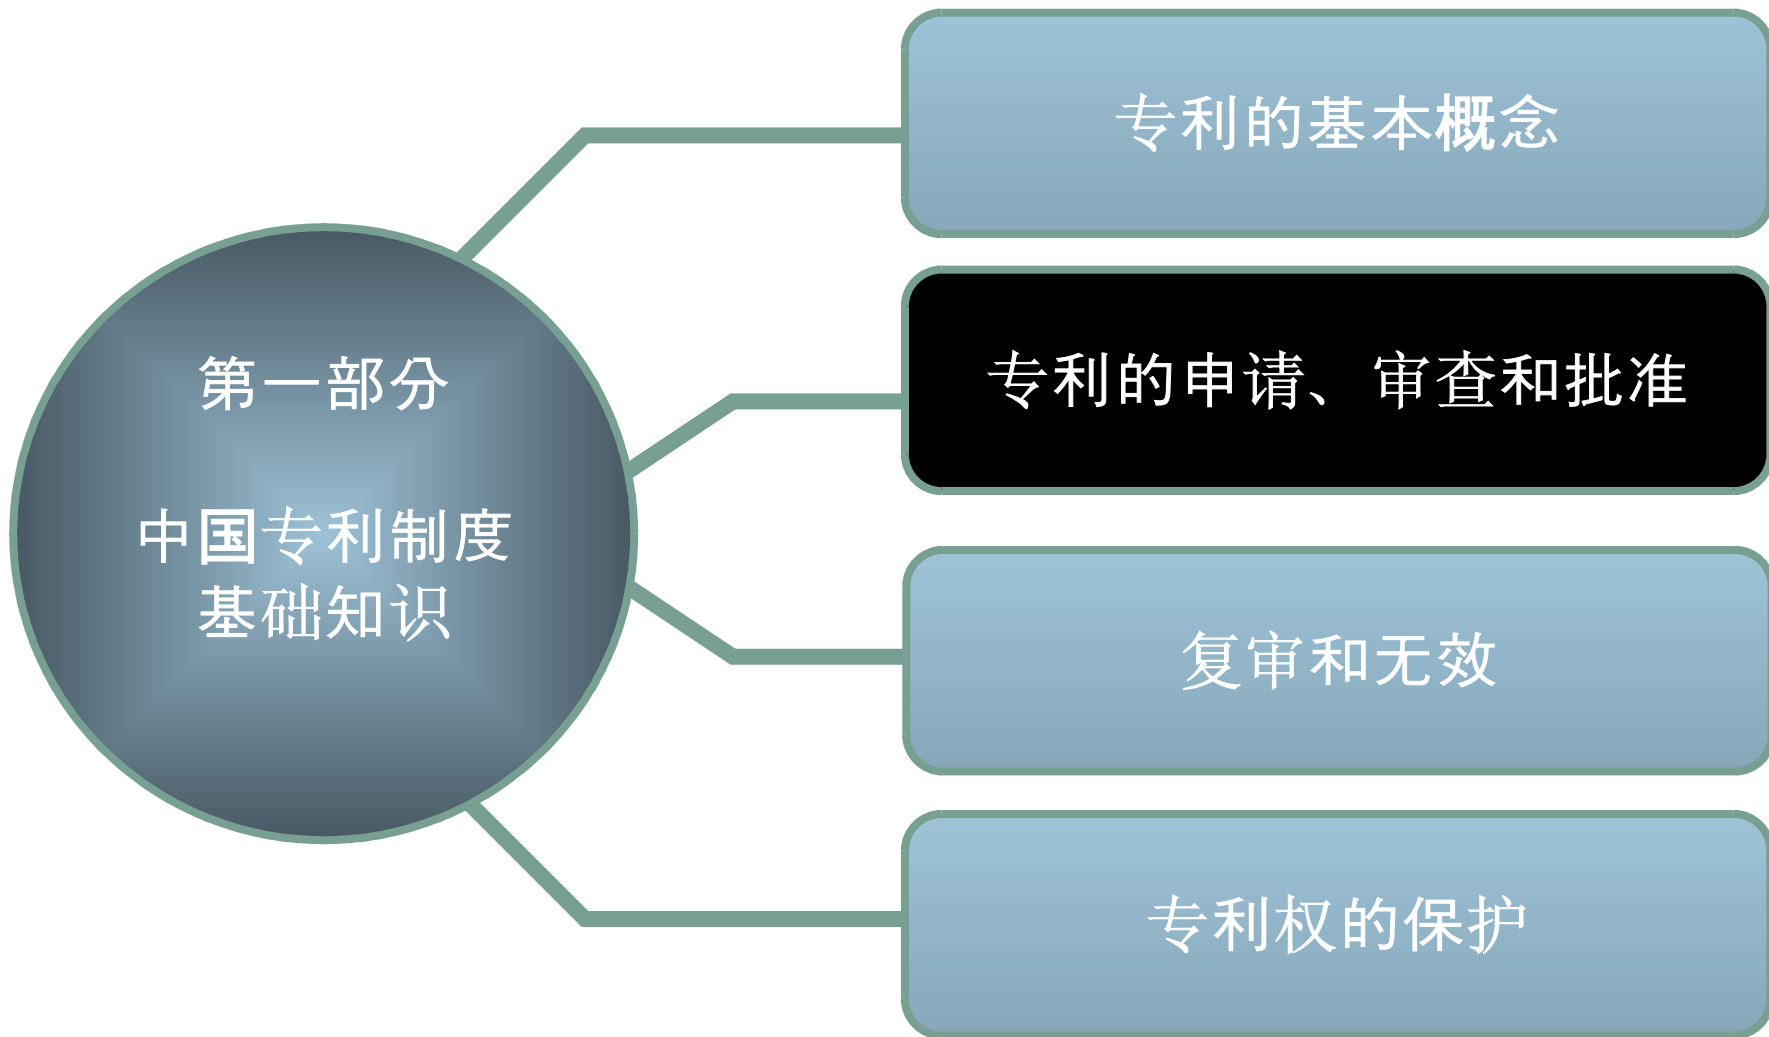 第一部分
中国专利制度
基础知识
专利的基本概念
专利的申请、审查和批准
复审和无效
专利权的保护